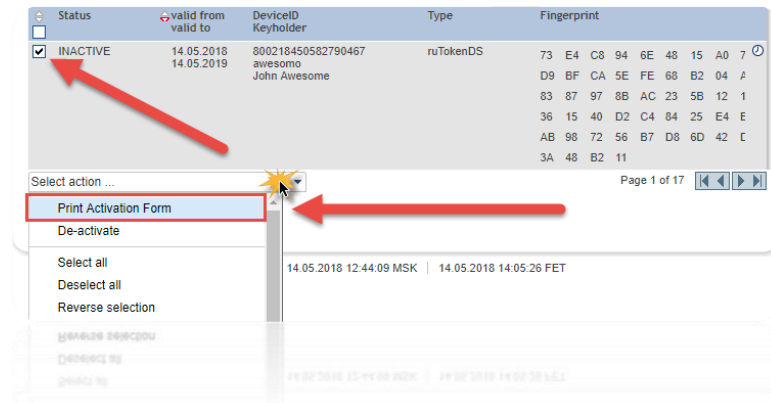 Status valid from DeviceID Type Fingerprint
valid to Keyholder
INACTIVE 14.05.2018 800218450582790467 ruTokenDS 73 E4 C8 94 6E 48 15 A0 7
14.05.2019 awesomo D9 BF CA 5E FE 68 B2 04
John Awesome 83 87 97 8B AC 23 5B 12 1
36 15 40 D2 C4 84 25 E4
AB 98 72 56 B7 D8 6D 42
3A 48 B2 11
Select action ... Page 1 of 17
Print Activation Form
De-activate
Select all 14.05.2018 12:44:09 MSK | 14.05.2018 14:05:26 FET
Deselect all
Reverse selection